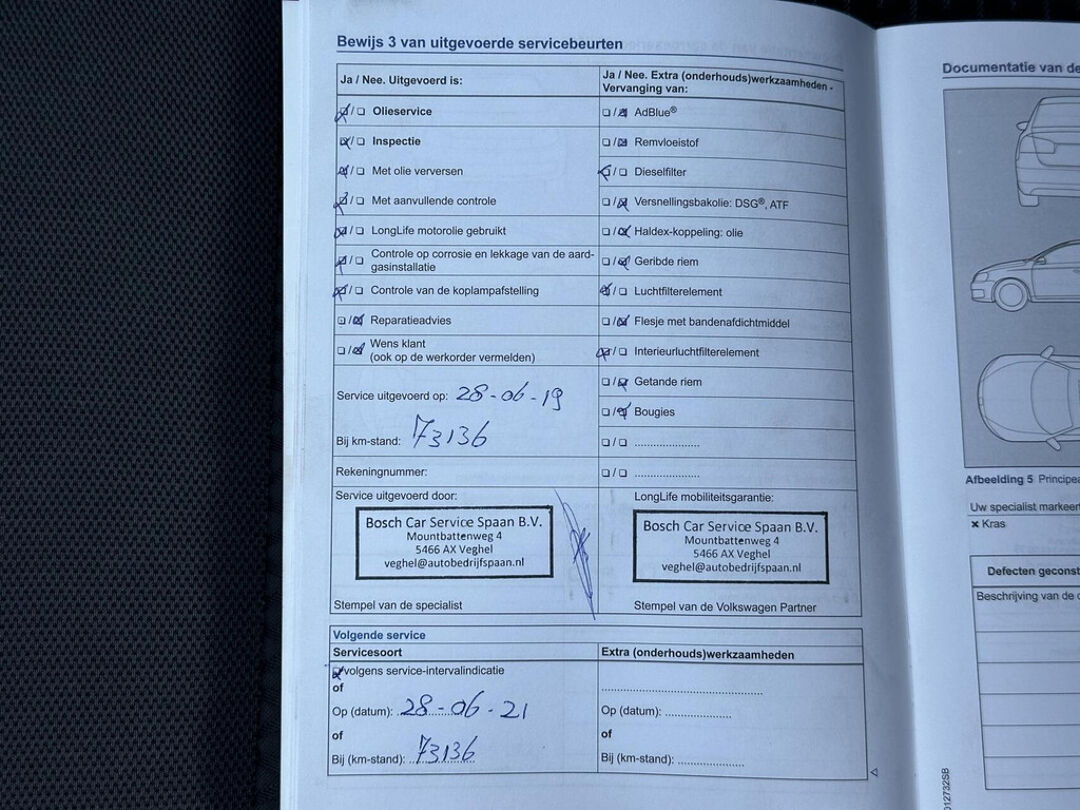 Bewijs 3 van uitgevoerde servicebeurten
Ja / Nee. Uitgevoerd is:
☒/☐ Olieservice
☒/☐ Inspectie
☒/☐ Met olie verversen
☒/☐ Met aanvullende controle
☒/☐ LongLife motorolie gebruikt
☒/☐ Controle op corrosie en lekkage van de aard-
gasinstallatie
☒/☐ Controle van de koplampafstelling
☐/☒ Reparatieadvies
☐/☒ Wens klant
(ook op de werkorder vermelden)
Service uitgevoerd op: 28-06-19
Bij km-stand: 73136
Rekeningnummer:
Service uitgevoerd door:
Bosch Car Service Spaan B.V.
Mountbattenweg 4
5466 AX Veghel
veghel@autobedrijfspaan.nl
Stempel van de specialist
Ja / Nee. Extra (onderhouds)werkzaamheden -
Vervanging van:
☐/☒ AdBlue®
☐/☒ Remvloeistof
☒/☐ Dieselfilter
☐/☒ Versnellingsbakolie: DSG®, ATF
☐/☒ Haldex-koppeling: olie
☐/☒ Geribde riem
☒/☐ Luchtfilterelement
☐/☒ Flesje met bandenafdichtmiddel
☒/☐ Interieurluchtfilterelement
☐/☒ Getande riem
☐/☒ Bougies
☐/☐ ......................
☐/☐ ......................
LongLife mobiliteitsgarantie:
Bosch Car Service Spaan B.V.
Mountbattenweg 4
5466 AX Veghel
veghel@autobedrijfspaan.nl
Stempel van de Volkswagen Partner
Volgende service
Servicesoort
☒ volgens service-intervalindicatie
of
Op (datum): 28-06-21
of
Bij (km-stand): 73136
Extra (onderhouds)werkzaamheden
......................................................
Op (datum): ......................
of
Bij (km-stand): ......................
Documentatie van de
Afbeelding 5 Principea
Uw specialist markeert
× Kras
Defecten geconst
Beschrijving van de
012732SB